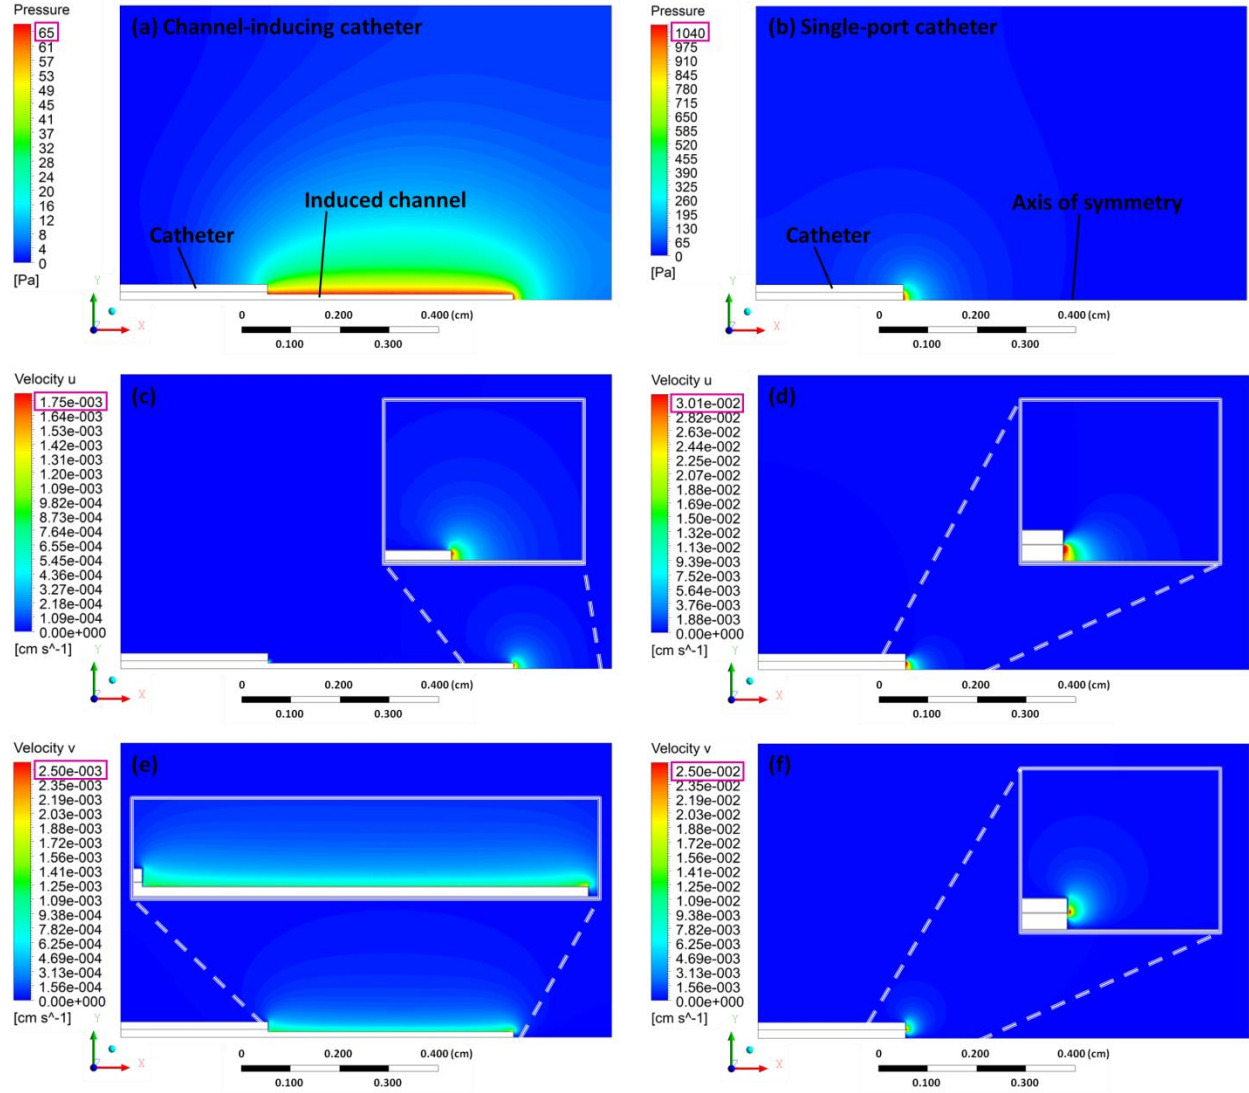 Pressure
65
61
57
53
49
45
41
37
32
28
24
20
16
12
8
4
0
[Pa]
(a) Channel-inducing catheter
Induced channel
Catheter
Y
X
Z
0 0.200 0.400 (cm)
0.100 0.300
Pressure
1040
975
910
845
780
715
650
585
520
455
390
325
260
195
130
65
0
[Pa]
(b) Single-port catheter
Axis of symmetry
Catheter
Y
X
Z
0 0.200 0.400 (cm)
0.100 0.300
Velocity u
1.75e-003
1.64e-003
1.53e-003
1.42e-003
1.31e-003
1.20e-003
1.09e-003
9.82e-004
8.73e-004
7.64e-004
6.55e-004
5.45e-004
4.36e-004
3.27e-004
2.18e-004
1.09e-004
0.00e+000
[cm s^-1]
(c)
Y
X
Z
0 0.200 0.400 (cm)
0.100 0.300
Velocity u
3.01e-002
2.82e-002
2.63e-002
2.44e-002
2.25e-002
2.07e-002
1.88e-002
1.69e-002
1.50e-002
1.32e-002
1.13e-002
9.39e-003
7.52e-003
5.64e-003
3.76e-003
1.88e-003
0.00e+000
[cm s^-1]
(d)
Y
X
Z
0 0.200 0.400 (cm)
0.100 0.300
Velocity v
2.50e-003
2.35e-003
2.19e-003
2.03e-003
1.88e-003
1.72e-003
1.56e-003
1.41e-003
1.25e-003
1.09e-003
9.38e-004
7.82e-004
6.25e-004
4.69e-004
3.13e-004
1.56e-004
0.00e+000
[cm s^-1]
(e)
Y
X
Z
0 0.200 0.400 (cm)
0.100 0.300
Velocity v
2.50e-002
2.35e-002
2.19e-002
2.03e-002
1.88e-002
1.72e-002
1.56e-002
1.41e-002
1.25e-002
1.09e-002
9.38e-003
7.82e-003
6.25e-003
4.69e-003
3.13e-003
1.56e-003
0.00e+000
[cm s^-1]
(f)
Y
X
Z
0 0.200 0.400 (cm)
0.100 0.300